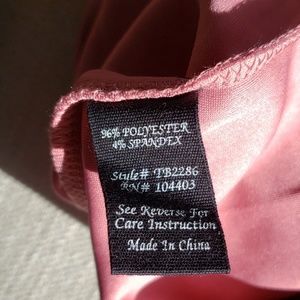 96% POLYESTER
4% SPANDEX
Style# TB2286
RN# 104403
See Reverse For
Care Instruction
Made In China